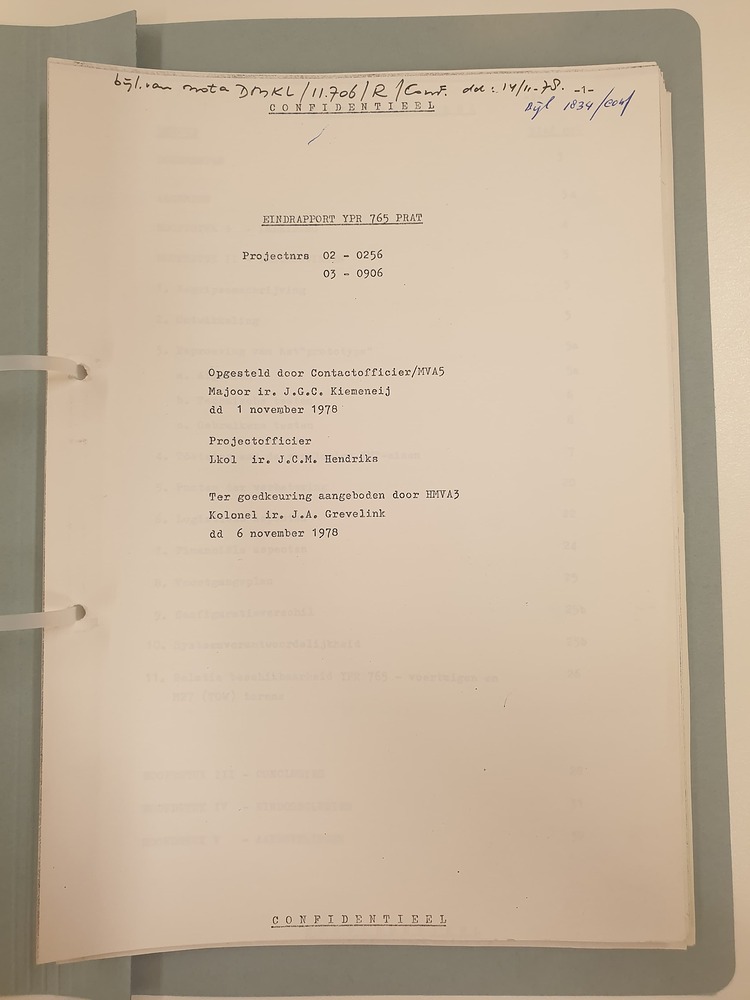 bijl. van nota DMKL/11.706/R/Conf. dd: 14/11-78. -1-
CONFIDENTIEEL
Bijl 1834/conf
EINDRAPPORT YPR 765 PRAT
Projectnrs 02 - 0256
03 - 0906
Opgesteld door Contactofficier/MVA5
Majoor ir. J.G.C. Kiemeneij
dd 1 november 1978
Projectofficier
Lkol ir. J.C.M. Hendriks
Ter goedkeuring aangeboden door HMVA3
Kolonel ir. J.A. Grevelink
dd 6 november 1978
CONFIDENTIEEL